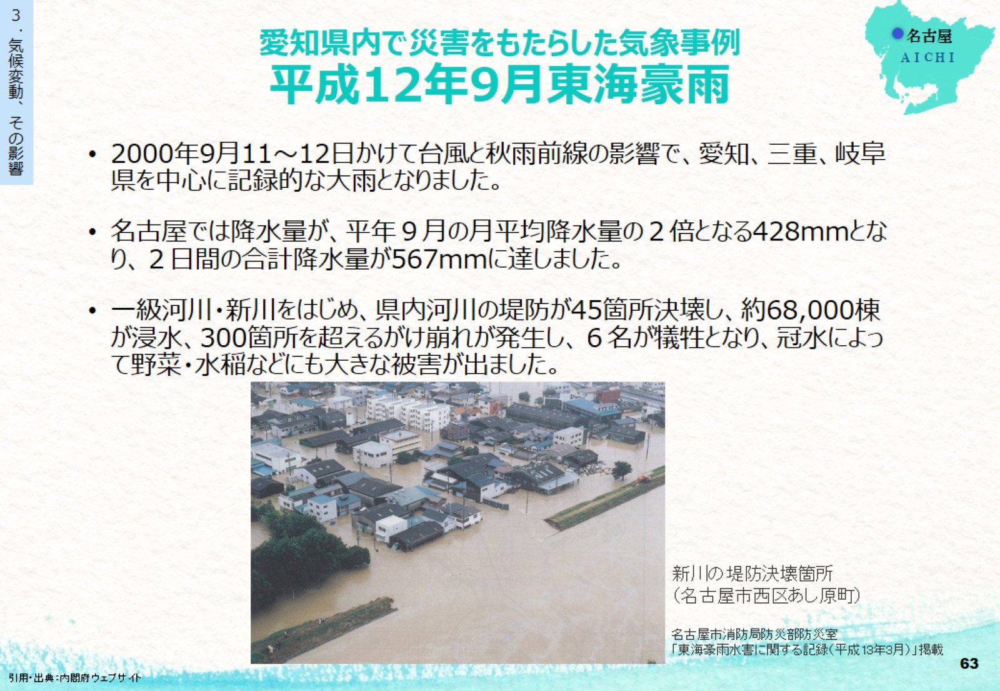 3．気候変動、その影響
愛知県内で災害をもたらした気象事例
平成12年9月東海豪雨
名古屋
AICHI
• 2000年9月11～12日かけて台風と秋雨前線の影響で、愛知、三重、岐阜
県を中心に記録的な大雨となりました。
• 名古屋では降水量が、平年９月の月平均降水量の２倍となる428mmとな
り、２日間の合計降水量が567mmに達しました。
• 一級河川・新川をはじめ、県内河川の堤防が45箇所決壊し、約68,000棟
が浸水、300箇所を超えるがけ崩れが発生し、６名が犠牲となり、冠水によっ
て野菜・水稲などにも大きな被害が出ました。
新川の堤防決壊箇所
（名古屋市西区あし原町）
名古屋市消防局防災部防災室
「東海豪雨水害に関する記録（平成13年3月）」掲載
63
引用・出典：内閣府ウェブサイト